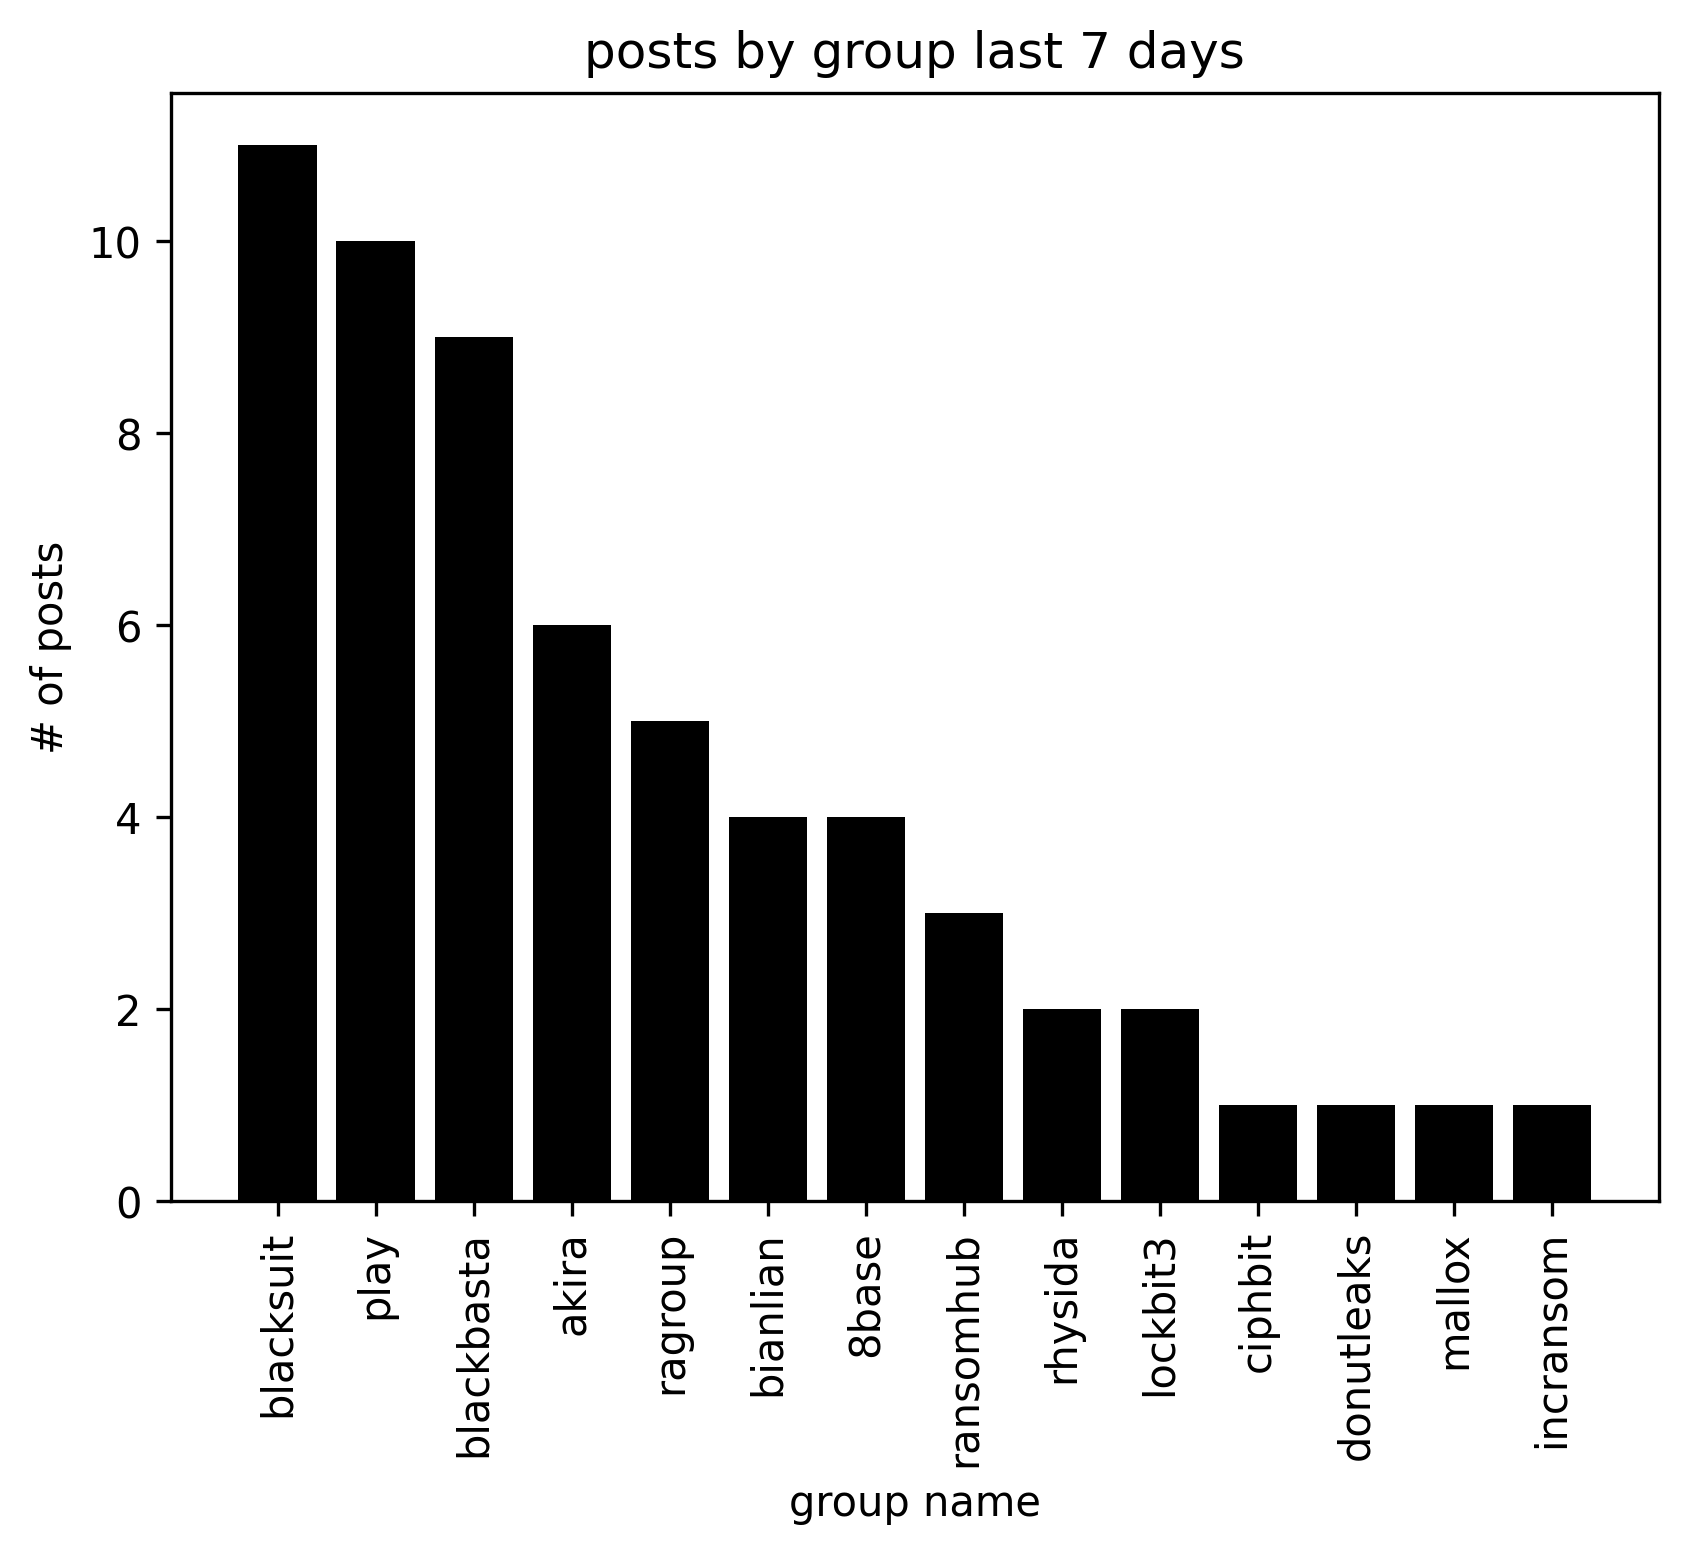 posts by group last 7 days
# of posts
10
8
6
4
2
0
blacksuit
play
blackbasta
akira
ragroup
bianlian
8base
ransomhub
rhysida
lockbit3
ciphbit
donutleaks
mallox
incransom
group name